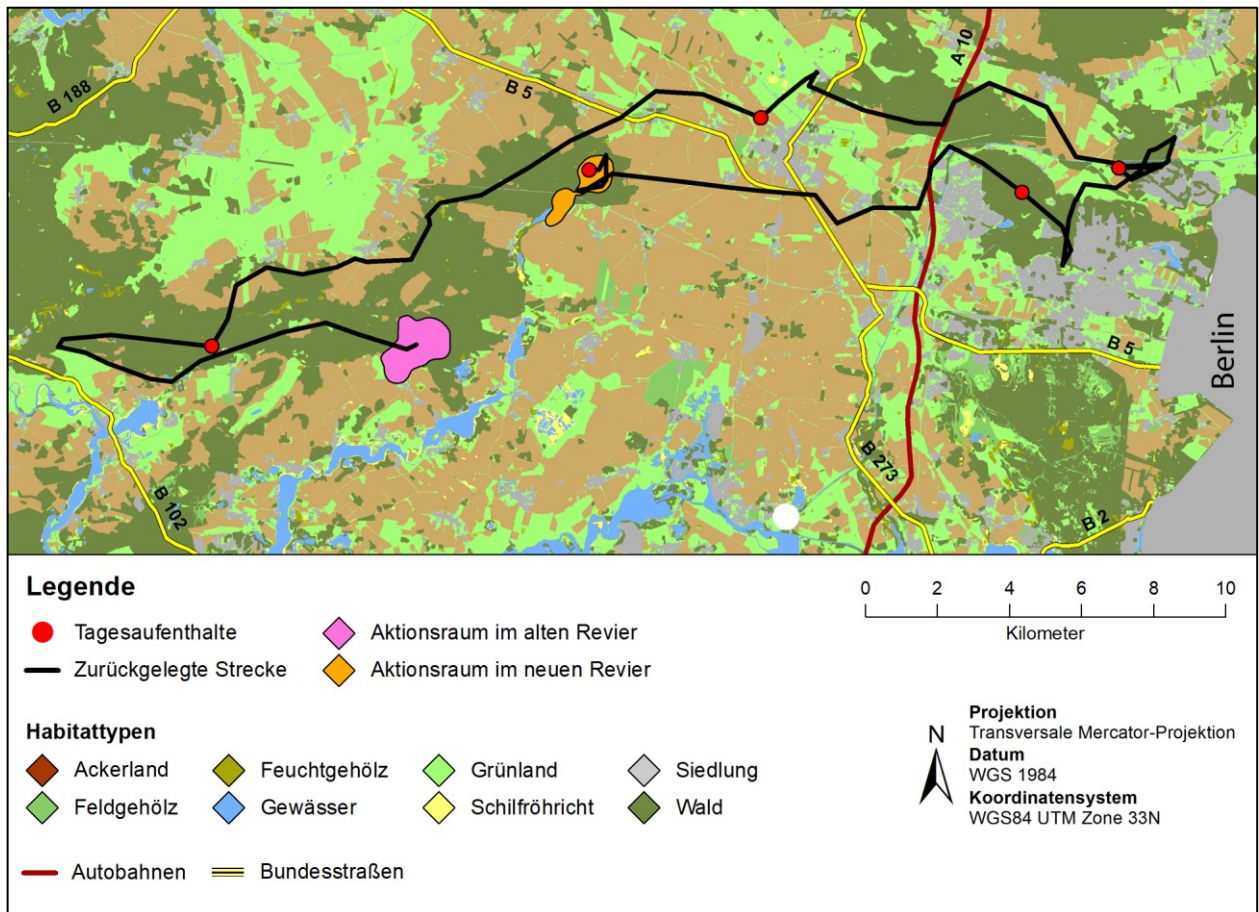 A 10
B 188
B 5
B 5
Berlin
B 273
B 102
B 2
Legende
Tagesaufenthalte
Aktionsraum im alten Revier
Zurückgelegte Strecke
Aktionsraum im neuen Revier
0 2 4 6 8 10
Kilometer
Habitattypen
Ackerland
Feuchtgehölz
Grünland
Siedlung
Feldgehölz
Gewässer
Schilfröhricht
Wald
Autobahnen
Bundesstraßen
N
Projektion
Transversale Mercator-Projektion
Datum
WGS 1984
Koordinatensystem
WGS84 UTM Zone 33N